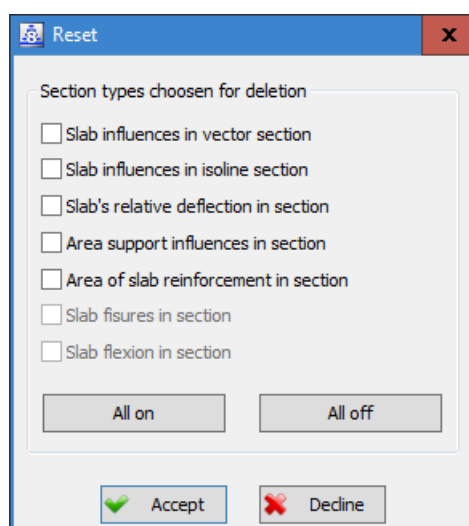 Reset
Section types choosen for deletion
Slab influences in vector section
Slab influences in isoline section
Slab's relative deflection in section
Area support influences in section
Area of slab reinforcement in section
Slab fisures in section
Slab flexion in section
All on All off
Accept Decline